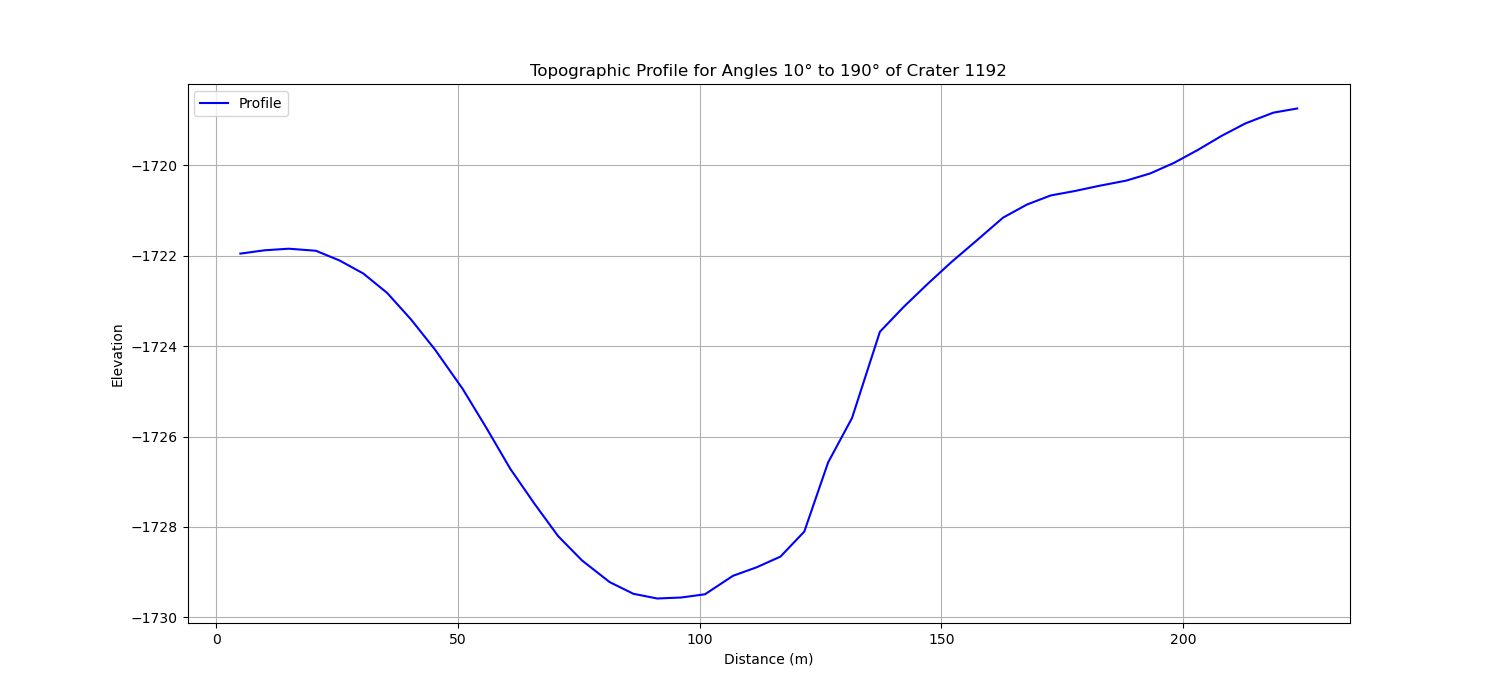 Topographic Profile for Angles 10° to 190° of Crater 1192
Profile
−1720
−1722
−1724
−1726
−1728
−1730
Elevation
0 50 100 150 200
Distance (m)